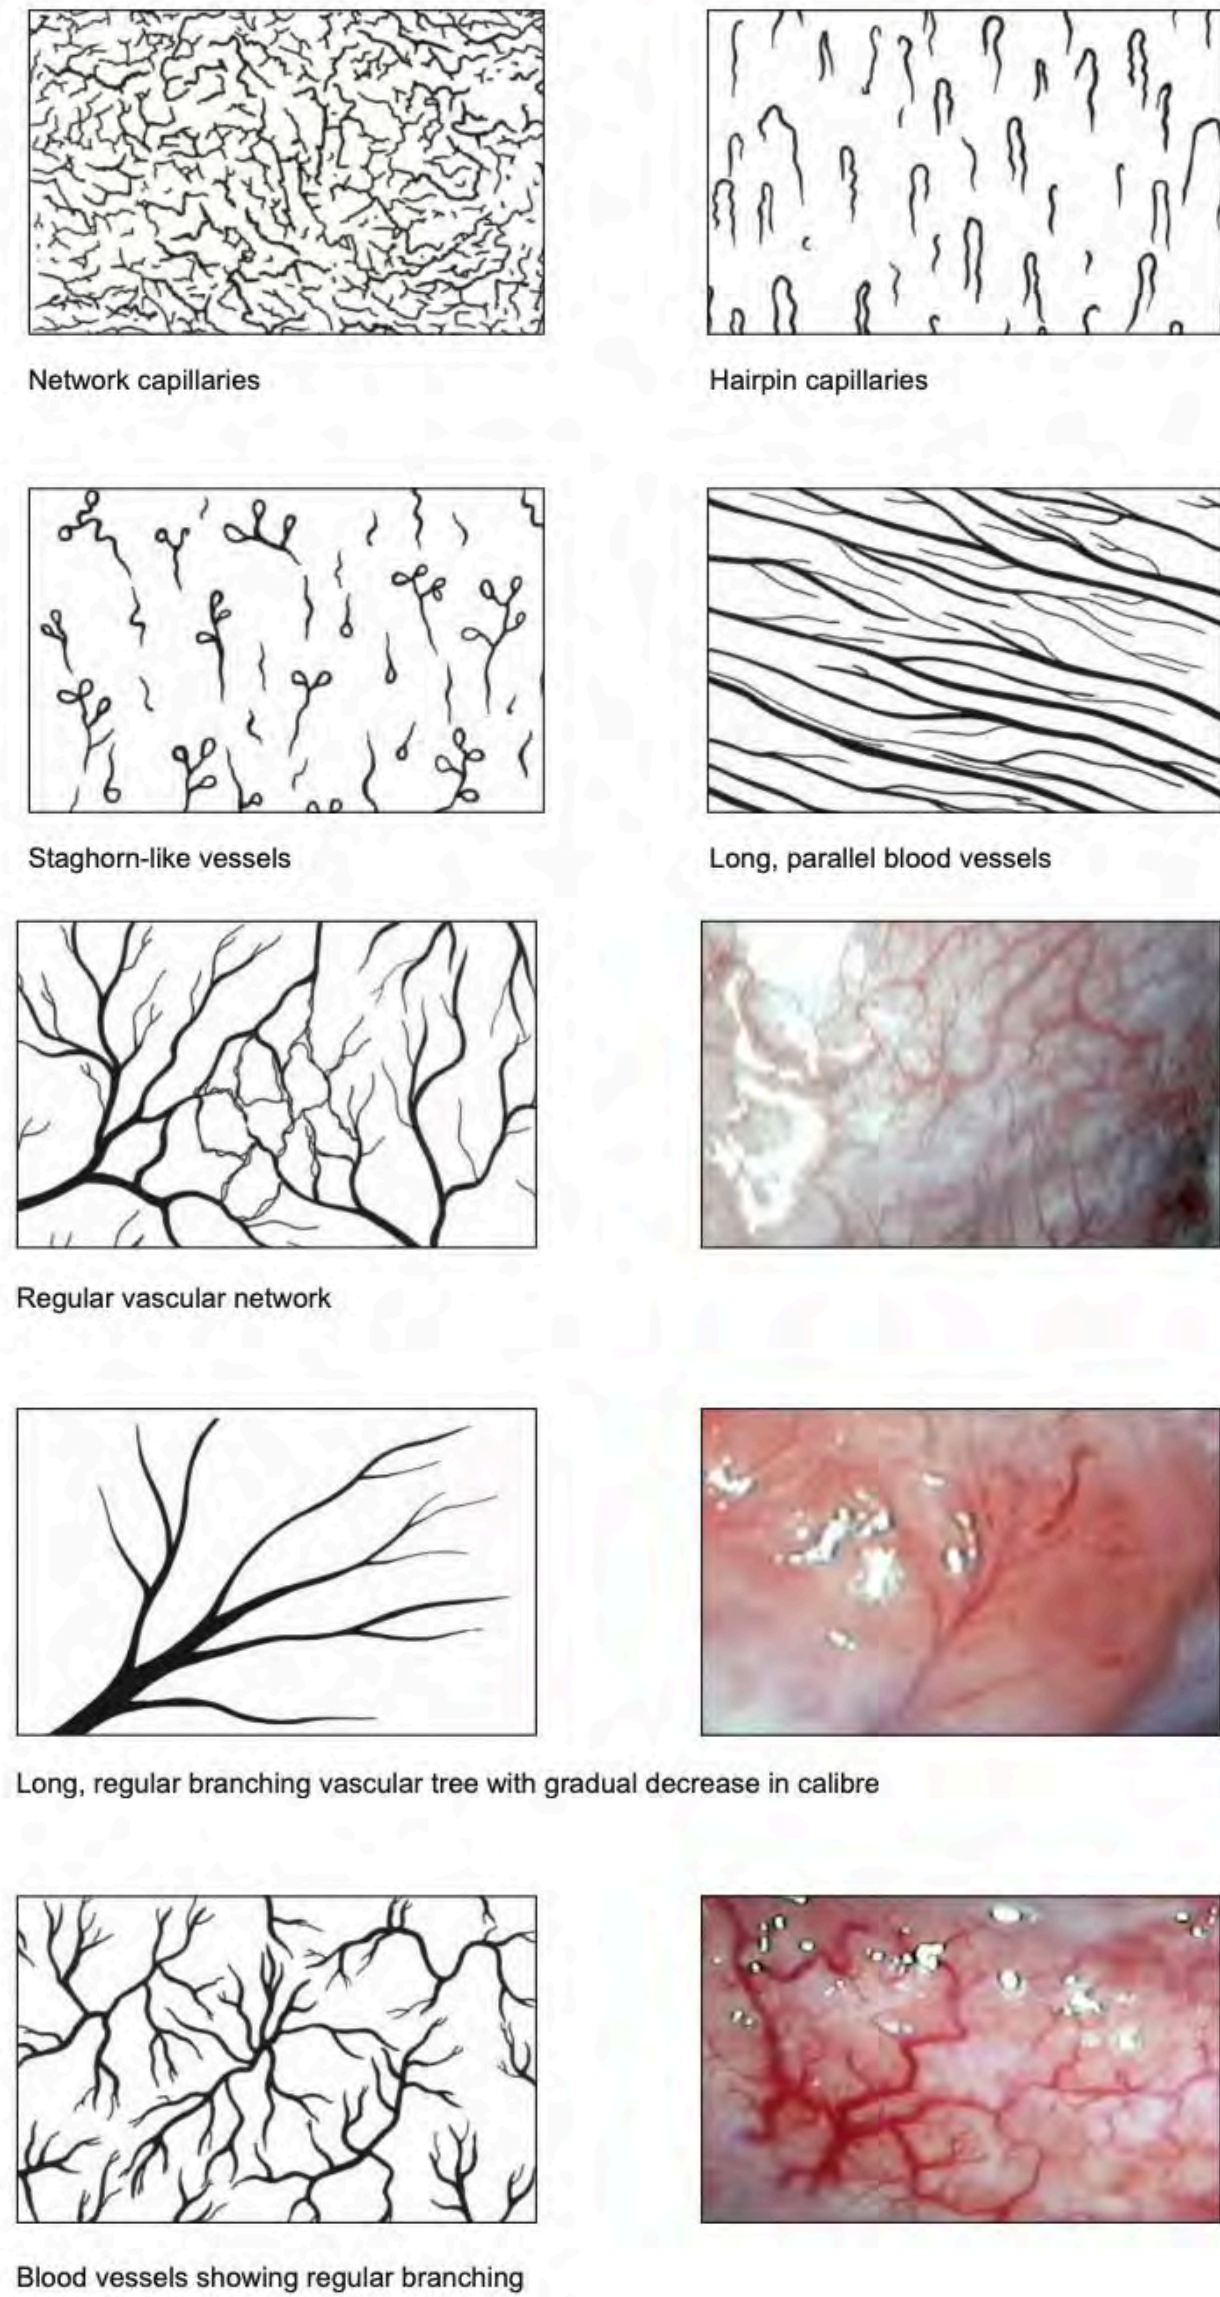 Network capillaries
Hairpin capillaries
Staghorn-like vessels
Long, parallel blood vessels
Regular vascular network
Long, regular branching vascular tree with gradual decrease in calibre
Blood vessels showing regular branching